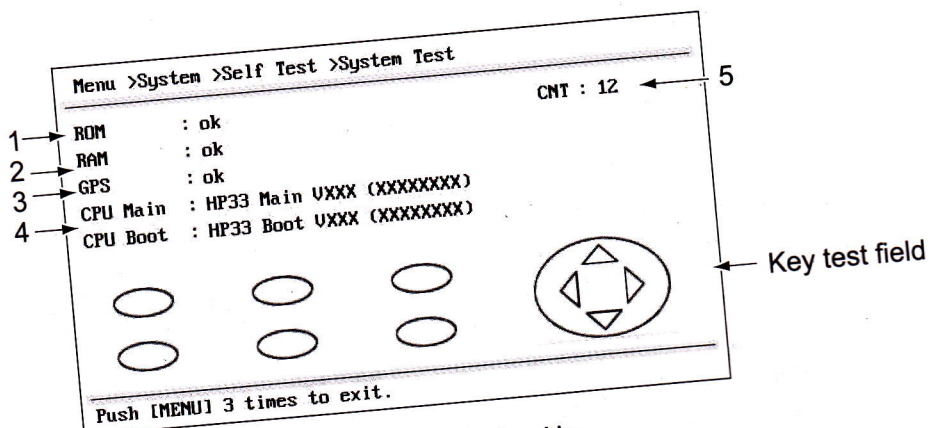 Menu >System >Self Test >System Test
CNT : 12
5
1
ROM : ok
2
RAM : ok
3
GPS : ok
4
CPU Main : HP33 Main VXXX (XXXXXXXX)
CPU Boot : HP33 Boot VXXX (XXXXXXXX)
Key test field
Push [MENU] 3 times to exit.